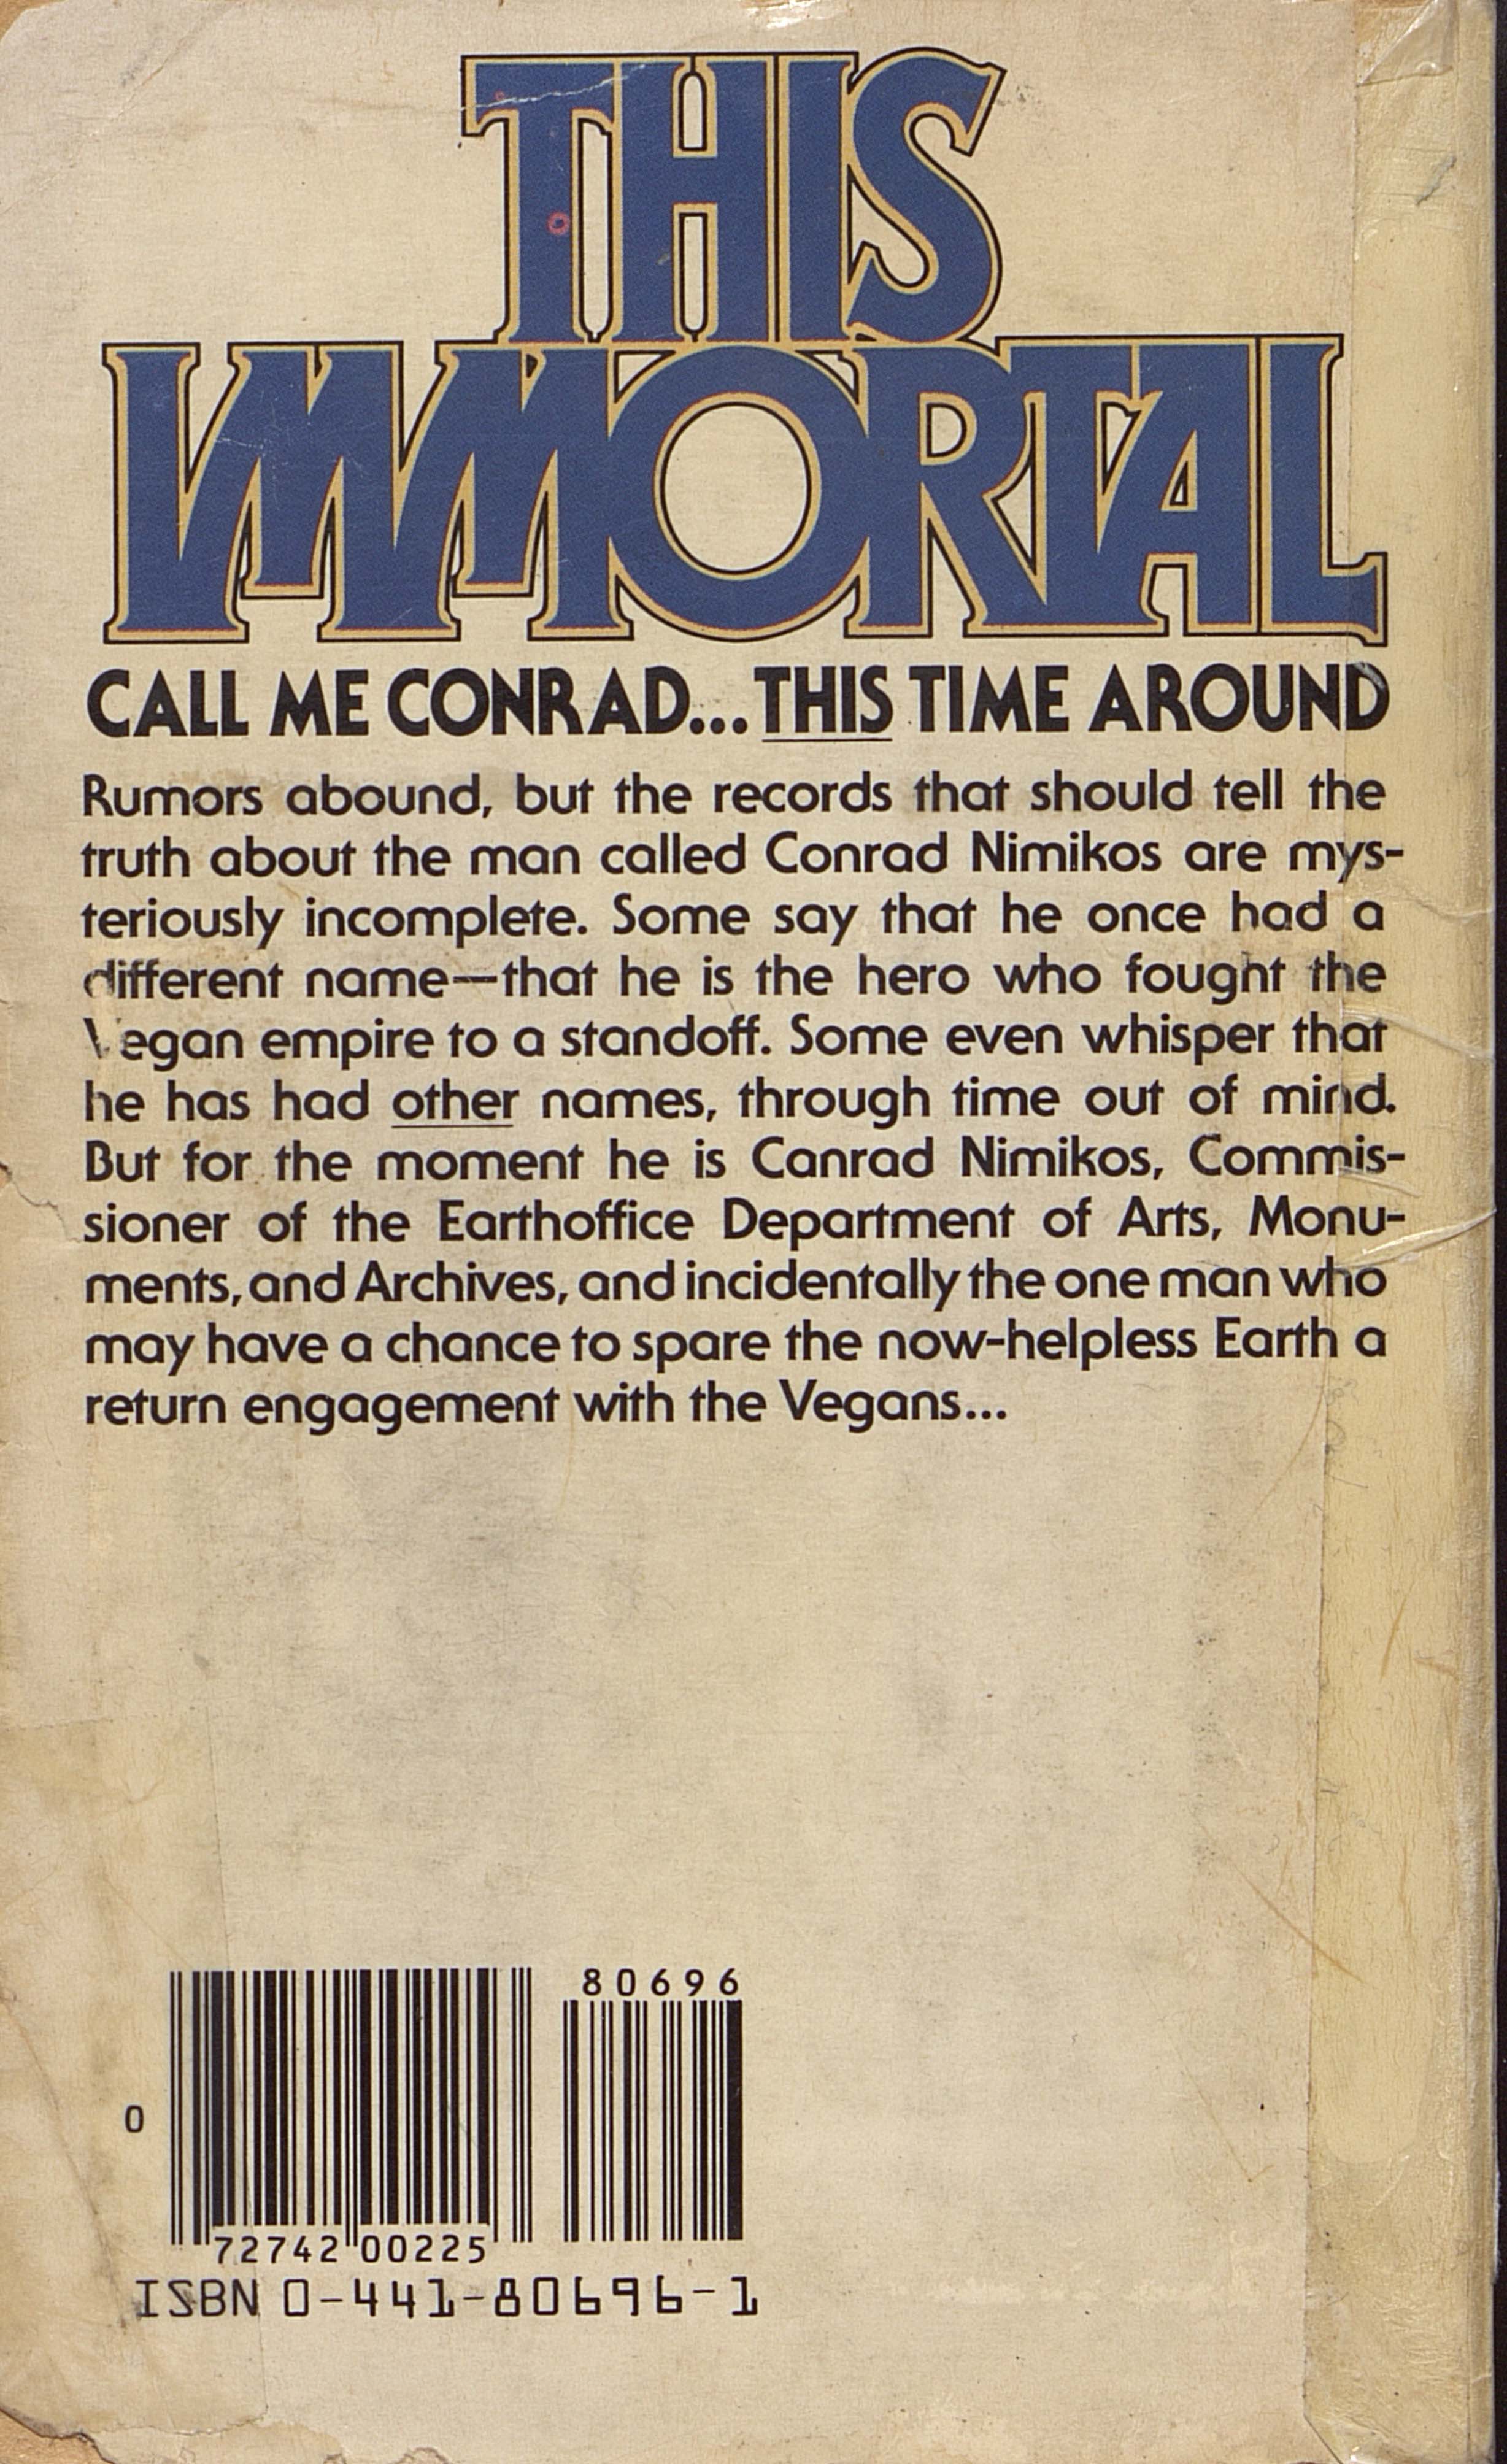 THIS
IMMORTAL
CALL ME CONRAD...THIS TIME AROUND
Rumors abound, but the records that should tell the
truth about the man called Conrad Nimikos are mys-
teriously incomplete. Some say that he once had a
different name—that he is the hero who fought the
Vegan empire to a standoff. Some even whisper that
he has had other names, through time out of mind.
But for the moment he is Canrad Nimikos, Commis-
sioner of the Earthoffice Department of Arts, Monu-
ments, and Archives, and incidentally the one man who
may have a chance to spare the now-helpless Earth a
return engagement with the Vegans...
80696
0
72742 00225
ISBN 0-441-80696-1